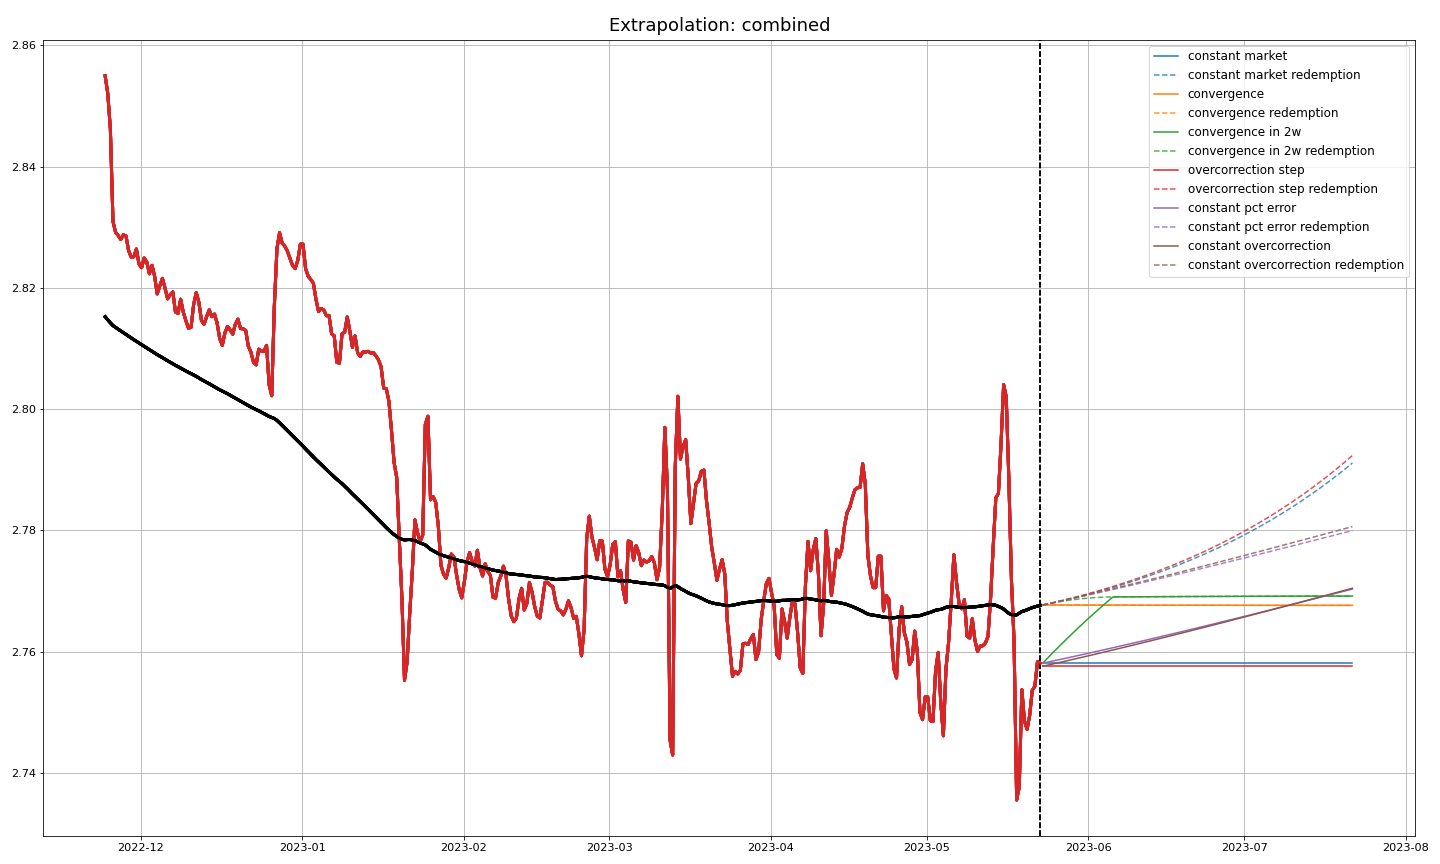 Extrapolation: combined
2.86
2.84
2.82
2.80
2.78
2.76
2.74
constant market
constant market redemption
convergence
convergence redemption
convergence in 2w
convergence in 2w redemption
overcorrection step
overcorrection step redemption
constant pct error
constant pct error redemption
constant overcorrection
constant overcorrection redemption
2022-12 2023-01 2023-02 2023-03 2023-04 2023-05 2023-06 2023-07 2023-08